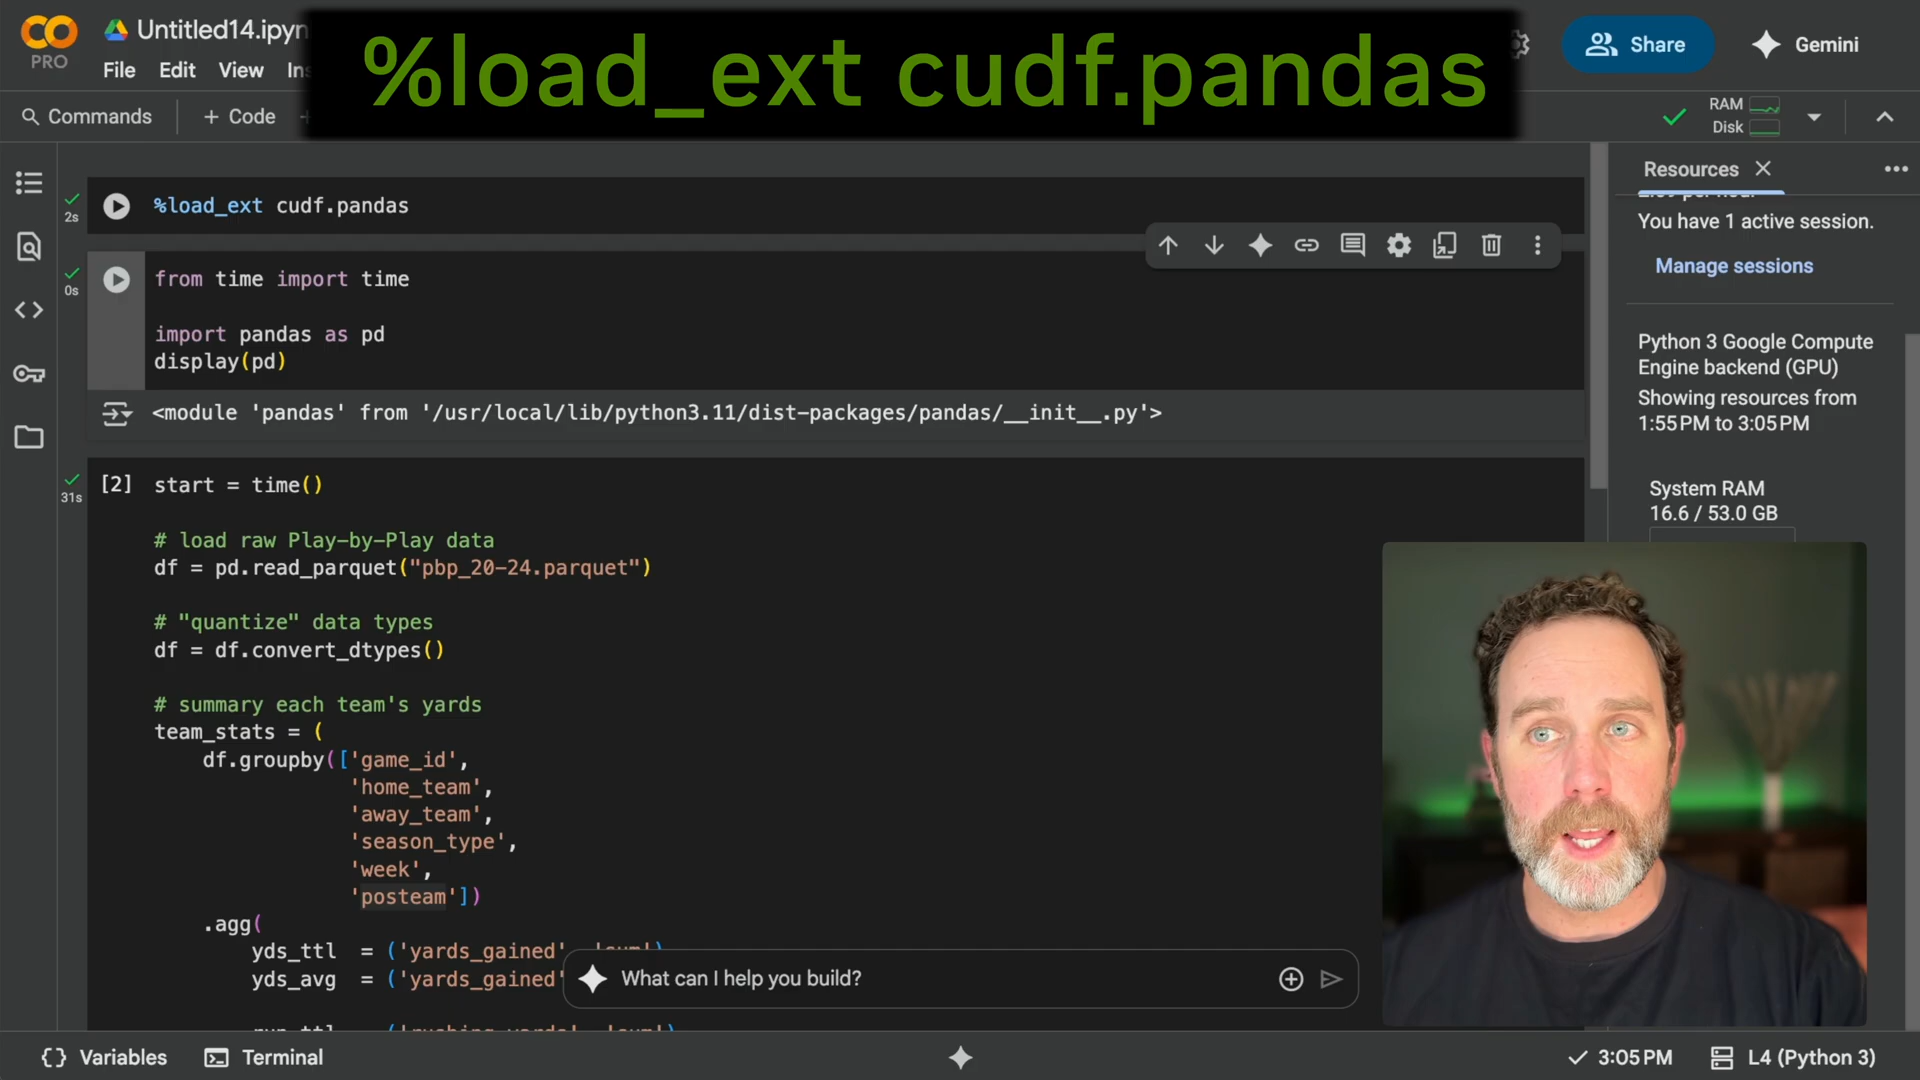 CO
PRO
Untitled14.ipyn
File Edit View Ins
%load_ext cudf.pandas
Share
Gemini
Commands
+ Code
RAM
Disk
Resources
You have 1 active session.
Manage sessions
Python 3 Google Compute
Engine backend (GPU)
Showing resources from
1:55 PM to 3:05 PM
System RAM
16.6 / 53.0 GB
2s
%load_ext cudf.pandas
0s
from time import time
import pandas as pd
display(pd)
<module 'pandas' from '/usr/local/lib/python3.11/dist-packages/pandas/__init__.py'>
31s
[2] start = time()
# load raw Play-by-Play data
df = pd.read_parquet("pbp_20-24.parquet")
# "quantize" data types
df = df.convert_dtypes()
# summary each team's yards
team_stats = (
df.groupby(['game_id',
'home_team',
'away_team',
'season_type',
'week',
'posteam'])
.agg(
yds_ttl = ('yards_gained'
yds_avg = ('yards_gained'
What can I help you build?
{} Variables
Terminal
3:05 PM
L4 (Python 3)